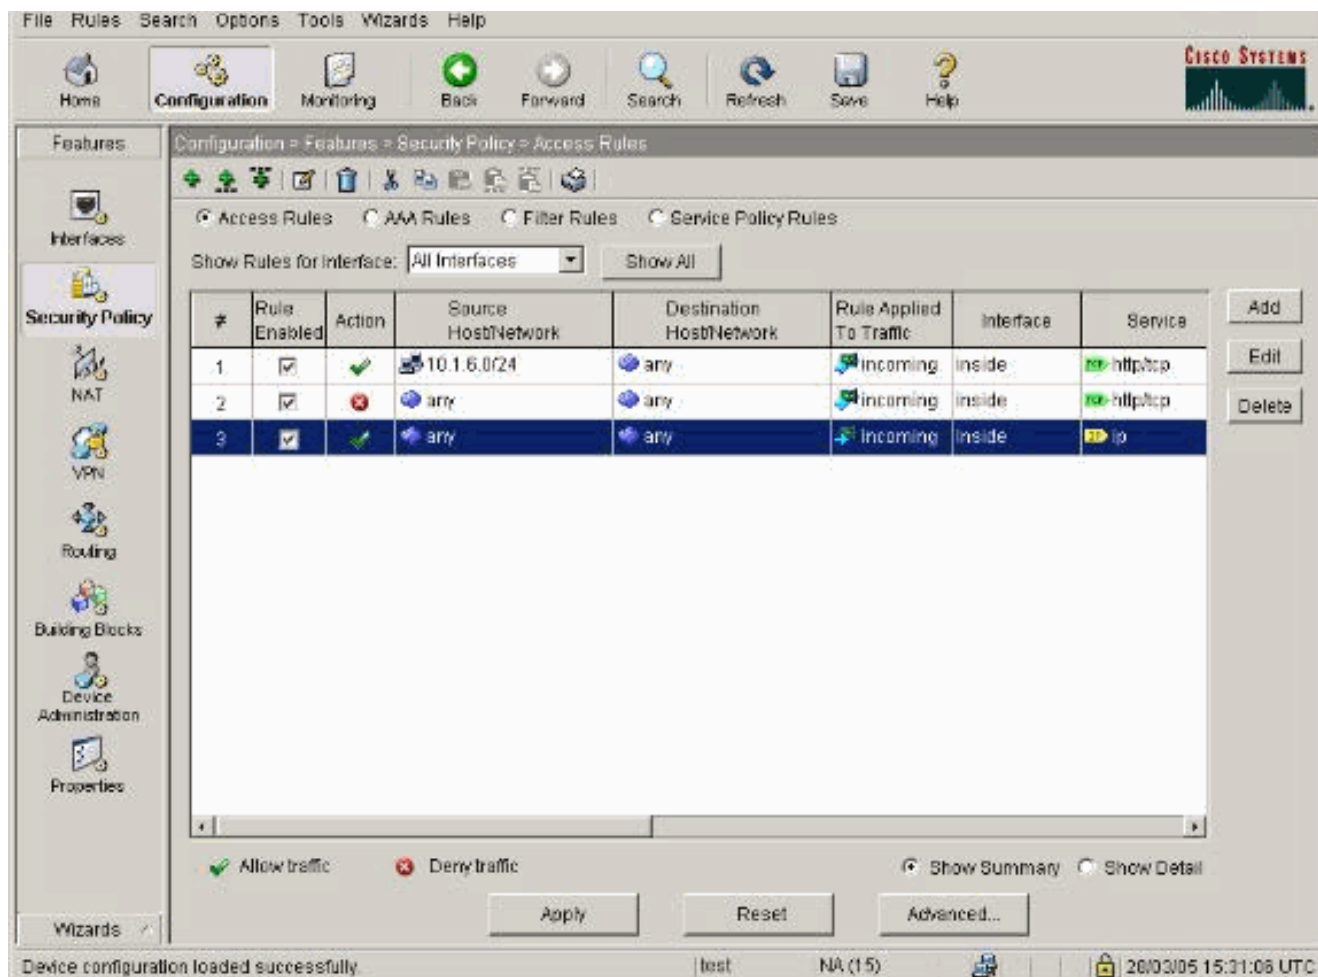 File Rules Search Options Tools Wizards Help
Home Configuration Monitoring Back Forward Search Refresh Save Help
CISCO SYSTEMS
Features
Configuration > Features > Security Policy > Access Rules
Access Rules AAA Rules Filter Rules Service Policy Rules
Show Rules for Interface: All Interfaces Show All
# Rule Enabled Action Source Host/Network Destination Host/Network Rule Applied To Traffic Interface Service
1 10.1.6.0/24 any incoming inside TCP http/tcp
2 any any incoming inside TCP http/tcp
3 any any incoming inside IP ip
Add
Edit
Delete
Interfaces
Security Policy
NAT
VPN
Routing
Building Blocks
Device Administration
Properties
Wizards
Allow traffic Deny traffic Show Summary Show Detail
Apply Reset Advanced...
Device configuration loaded successfully. test NA (15) 28/03/05 15:31:08 UTC